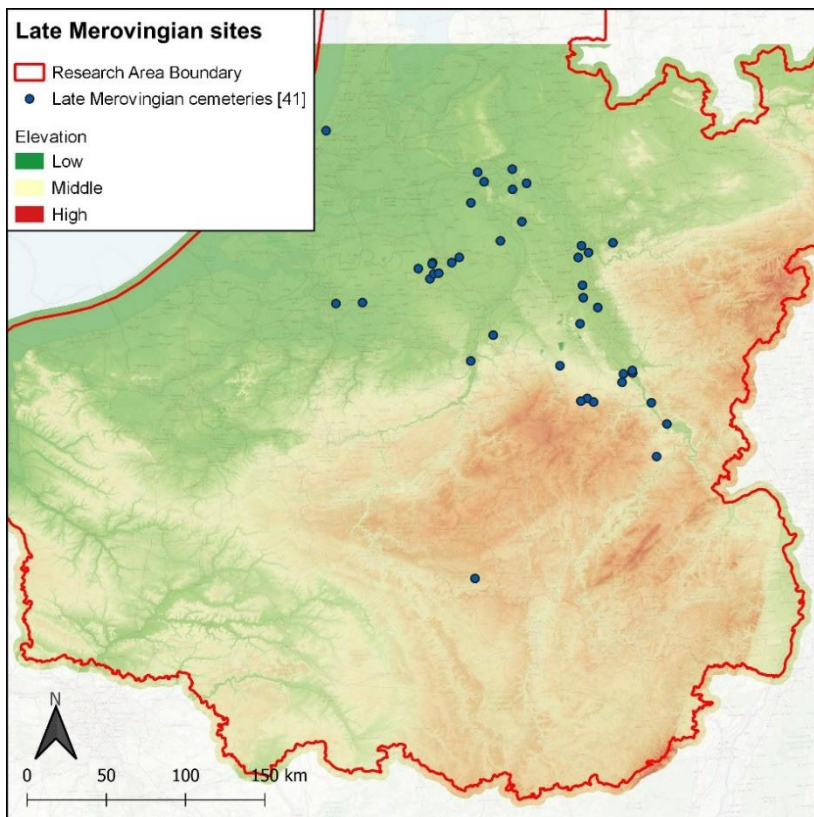 Late Merovingian sites
Research Area Boundary
Late Merovingian cemeteries [41]
Elevation
Low
Middle
High
N
0 50 100 150 km